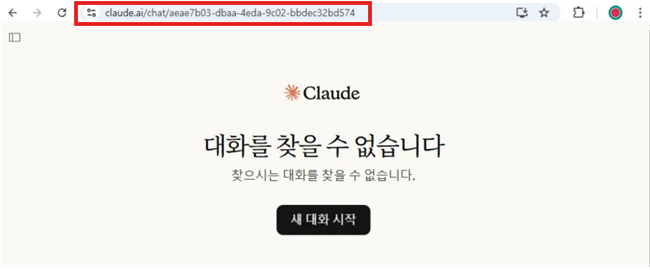 claude.ai/chat/aeae7b03-dbaa-4eda-9c02-bbdec32bd574
Claude
대화를 찾을 수 없습니다
찾으시는 대화를 찾을 수 없습니다.
새 대화 시작